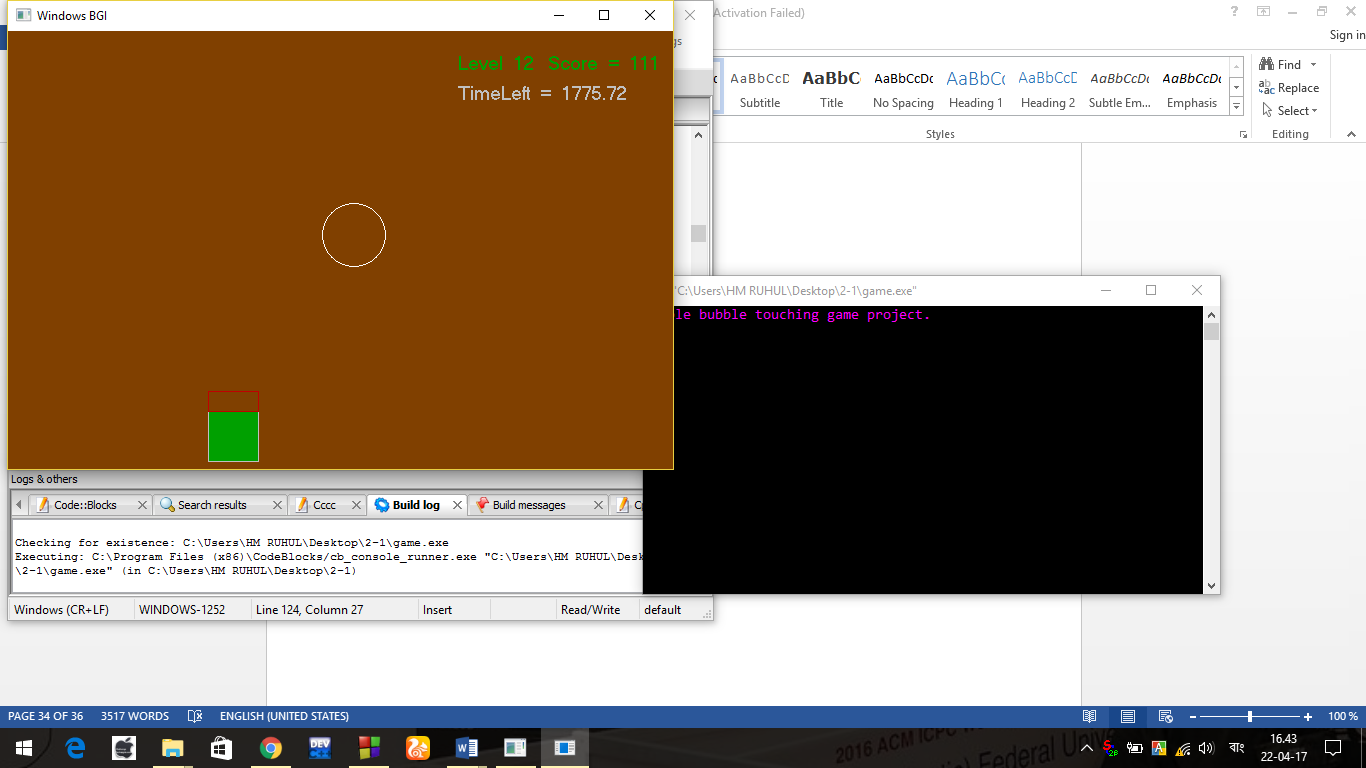 Windows BGI
Activation Failed)
Sign in
gs
Level 12 Score = 111
TimeLeft = 1775.72
AaBbCcD AaBbC AaBbCcDc AaBbCc AaBbCcD AaBbCcDc AaBbCcDc
Subtitle Title No Spacing Heading 1 Heading 2 Subtle Em... Emphasis
Styles
Find
Replace
Select
Editing
"C:\Users\HM RUHUL\Desktop\2-1\game.exe"
le bubble touching game project.
Logs & others
Code::Blocks Search results Cccc Build log Build messages
Checking for existence: C:\Users\HM RUHUL\Desktop\2-1\game.exe
Executing: C:\Program Files (x86)\CodeBlocks/cb_console_runner.exe "C:\Users\HM RUHUL\Desk
\2-1\game.exe" (in C:\Users\HM RUHUL\Desktop\2-1)
Windows (CR+LF) WINDOWS-1252 Line 124, Column 27 Insert Read/Write default
PAGE 34 OF 36 3517 WORDS ENGLISH (UNITED STATES) 100 %
DEV
2016 ACM ICPC
Federal
বাং
16.43
22-04-17